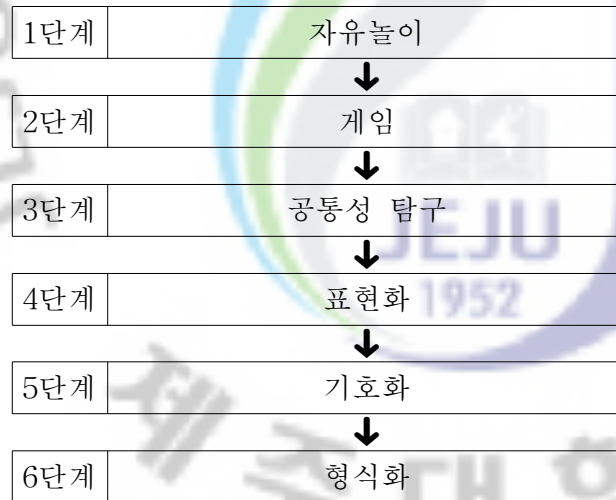 1단계 자유놀이
2단계 게임
3단계 공통성 탐구
JEJU
4단계 표현화
1952
5단계 기호화
6단계 형식화